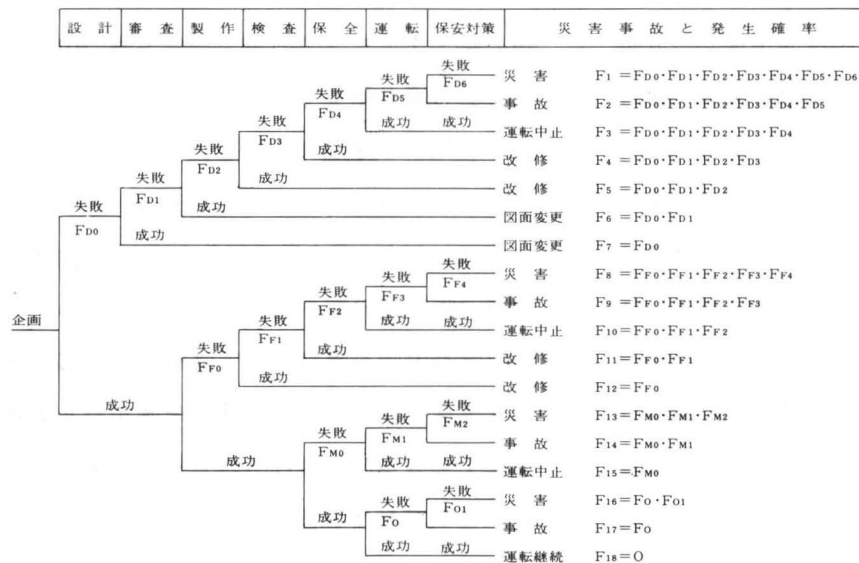 設計 審査 製作 検査 保全 運転 保安対策 災害事故と発生確率
失敗 FD6 災害 F1=FD0・FD1・FD2・FD3・FD4・FD5・FD6
失敗 FD5 事故 F2=FD0・FD1・FD2・FD3・FD4・FD5
失敗 FD4 成功 成功 運転中止 F3=FD0・FD1・FD2・FD3・FD4
失敗 FD3 成功 改修 F4=FD0・FD1・FD2・FD3
失敗 FD2 成功 改修 F5=FD0・FD1・FD2
失敗 FD1 成功 図面変更 F6=FD0・FD1
失敗 FD0 成功 図面変更 F7=FD0
失敗 FF4 災害 F8=FF0・FF1・FF2・FF3・FF4
失敗 FF3 事故 F9=FF0・FF1・FF2・FF3
企画 失敗 FF2 成功 成功 運転中止 F10=FF0・FF1・FF2
失敗 FF1 成功 改修 F11=FF0・FF1
失敗 FF0 成功 改修 F12=FF0
成功 失敗 FM2 災害 F13=FM0・FM1・FM2
失敗 FM1 事故 F14=FM0・FM1
成功 失敗 FM0 成功 成功 運転中止 F15=FM0
失敗 FO1 災害 F16=FO・FO1
成功 失敗 FO 事故 F17=FO
成功 成功 運転継続 F18=O